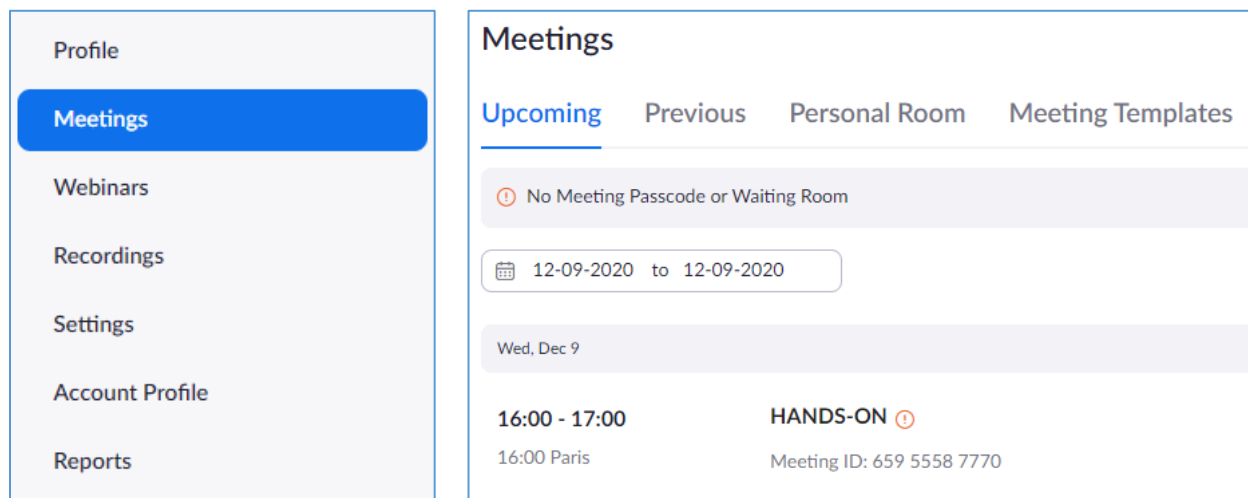 Profile
Meetings
Webinars
Recordings
Settings
Account Profile
Reports
Meetings
Upcoming Previous Personal Room Meeting Templates
No Meeting Passcode or Waiting Room
12-09-2020 to 12-09-2020
Wed, Dec 9
16:00 - 17:00 HANDS-ON
16:00 Paris Meeting ID: 659 5558 7770